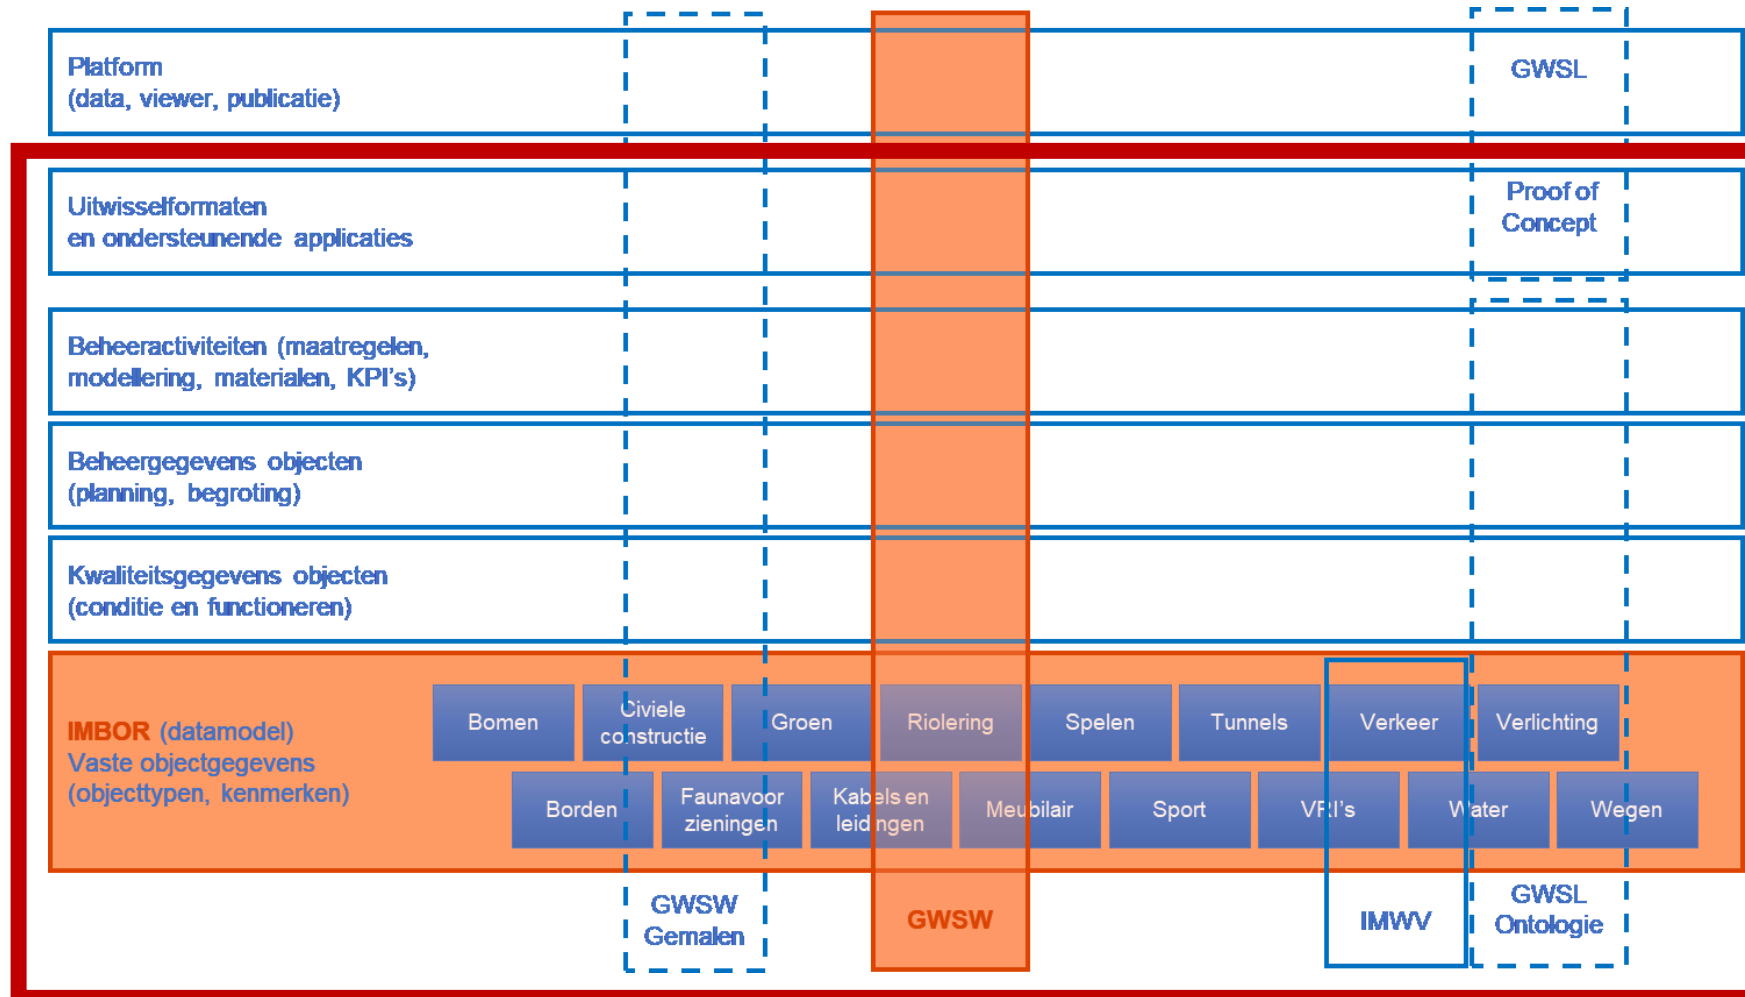 Platform
(data, viewer, publicatie)
GWSL
Uitwisselformaten
en ondersteunende applicaties
Proof of
Concept
Beheeractiviteiten (maatregelen,
modellering, materialen, KPI's)
Beheergegevens objecten
(planning, begroting)
Kwaliteitsgegevens objecten
(conditie en functioneren)
IMBOR (datamodel)
Vaste objectgegevens
(objecttypen, kenmerken)
Bomen
Civiele
constructie
Groen
Riolering
Spelen
Tunnels
Verkeer
Verlichting
Borden
Faunavoor
zieningen
Kabels en
leidingen
Meubilair
Sport
VRI's
Water
Wegen
GWSW
Gemalen
GWSW
IMWV
GWSL
Ontologie